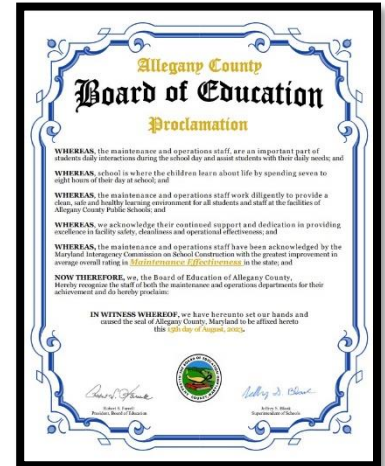 Allegany County
Board of Education
Proclamation
WHEREAS, the maintenance and operations staff, are an important part of
students daily interactions during the school day and assist students with their daily needs; and
WHEREAS, school is where the children learn about life by spending seven to
eight hours of their day at school; and
WHEREAS, the maintenance and operations staff work diligently to provide a
clean, safe and healthy learning environment for all students and staff at the facilities of
Allegany County Public Schools; and
WHEREAS, we acknowledge their continued support and dedication in providing
excellence in facility safety, cleanliness and operational effectiveness; and
WHEREAS, the maintenance and operations staff have been acknowledged by the
Maryland Interagency Commission on School Construction with the greatest improvement in
average overall rating in Maintenance Effectiveness in the state; and
NOW THEREFORE, we, the Board of Education of Allegany County,
Hereby recognize the staff of both the maintenance and operations departments for their
achievement and do hereby proclaim:
IN WITNESS WHEREOF, we have hereunto set our hands and
caused the seal of Allegany County, Maryland to be affixed hereto
this 15th day of August, 2023.
President, Board of Education
Superintendent of Schools